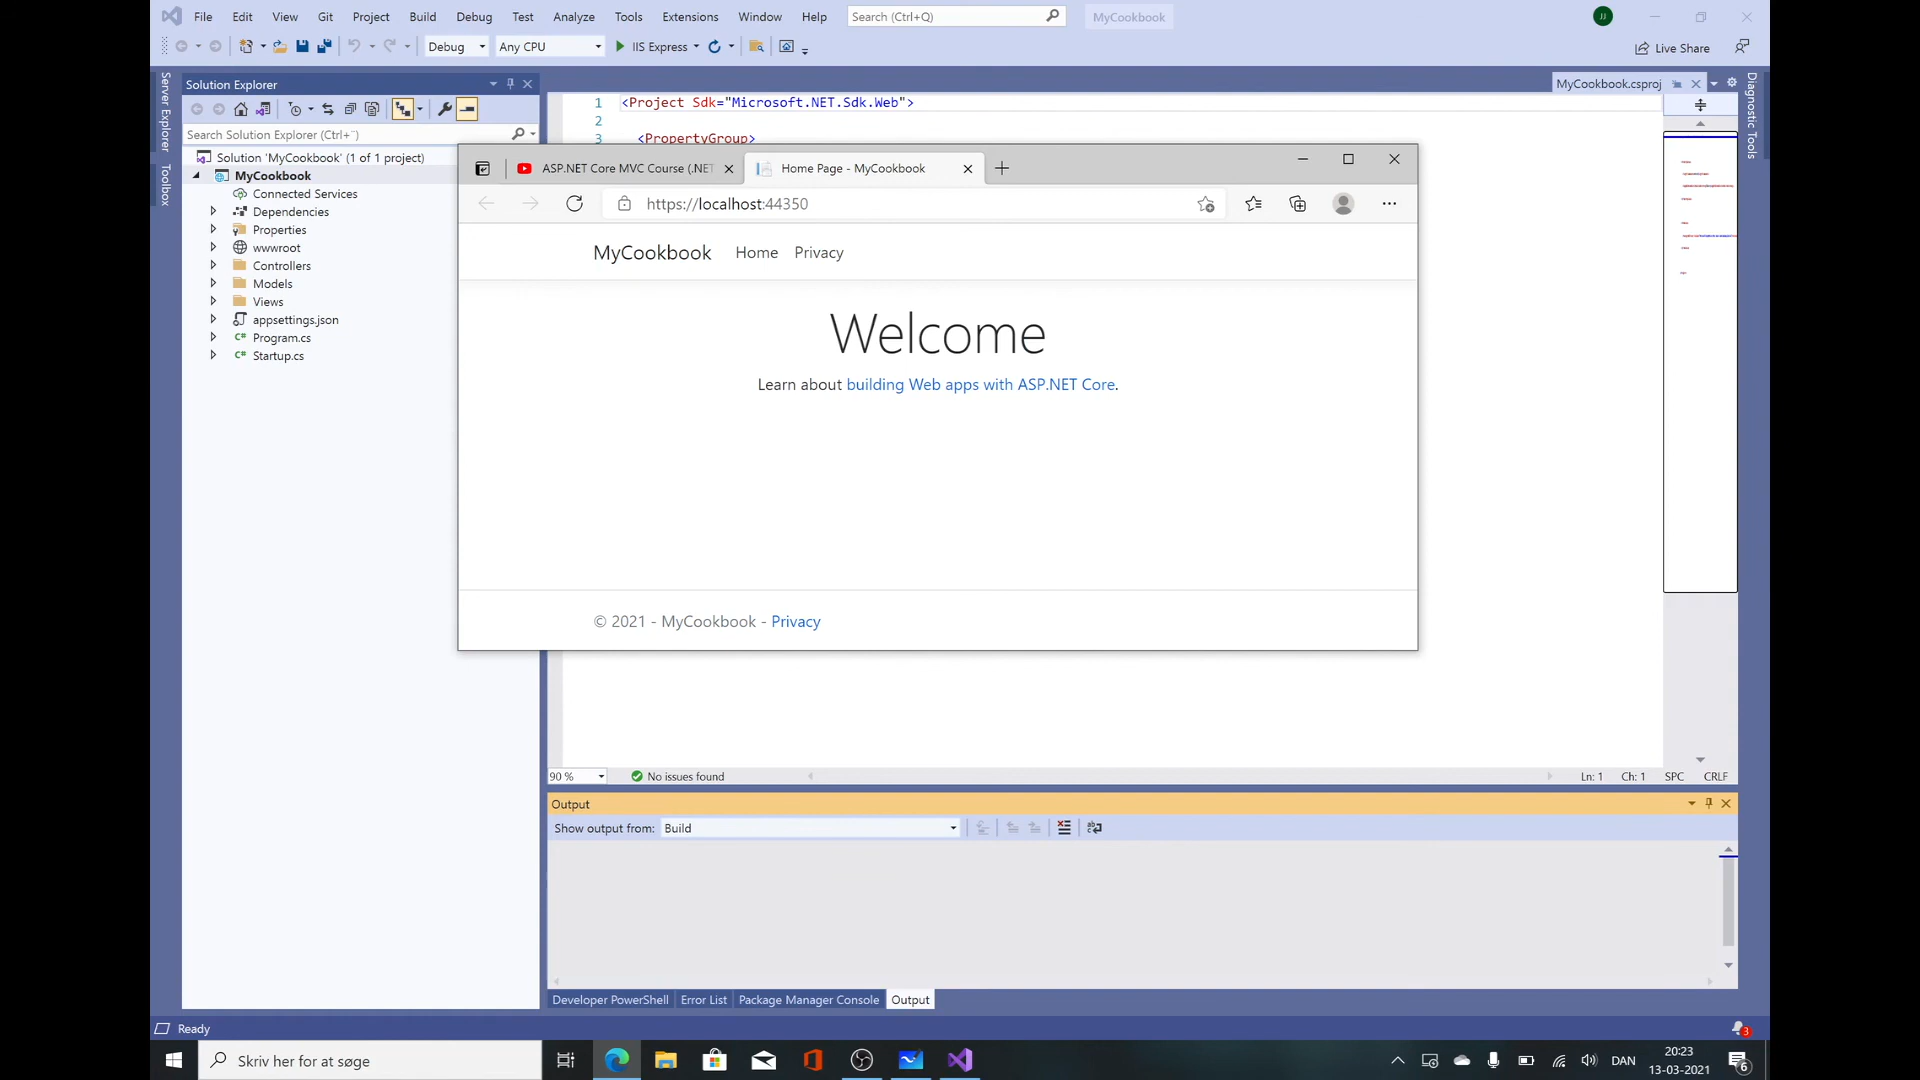 File Edit View Git Project Build Debug Test Analyze Tools Extensions Window Help Search (Ctrl+Q) MyCookbook JJ
Debug Any CPU IIS Express Live Share
Server Explorer
Toolbox
Solution Explorer
Search Solution Explorer (Ctrl+¨)
Solution 'MyCookbook' (1 of 1 project)
MyCookbook
Connected Services
Dependencies
Properties
wwwroot
Controllers
Models
Views
appsettings.json
Program.cs
Startup.cs
MyCookbook.csproj
Diagnostic Tools
1 <Project Sdk="Microsoft.NET.Sdk.Web">
2
3 <PropertyGroup>
ASP.NET Core MVC Course (.NET
Home Page - MyCookbook
https://localhost:44350
MyCookbook Home Privacy
Welcome
Learn about building Web apps with ASP.NET Core.
© 2021 - MyCookbook - Privacy
90 % No issues found Ln: 1 Ch: 1 SPC CRLF
Output
Show output from: Build
Developer PowerShell Error List Package Manager Console Output
Ready 3
Skriv her for at søge
DAN
20:23
13-03-2021
6